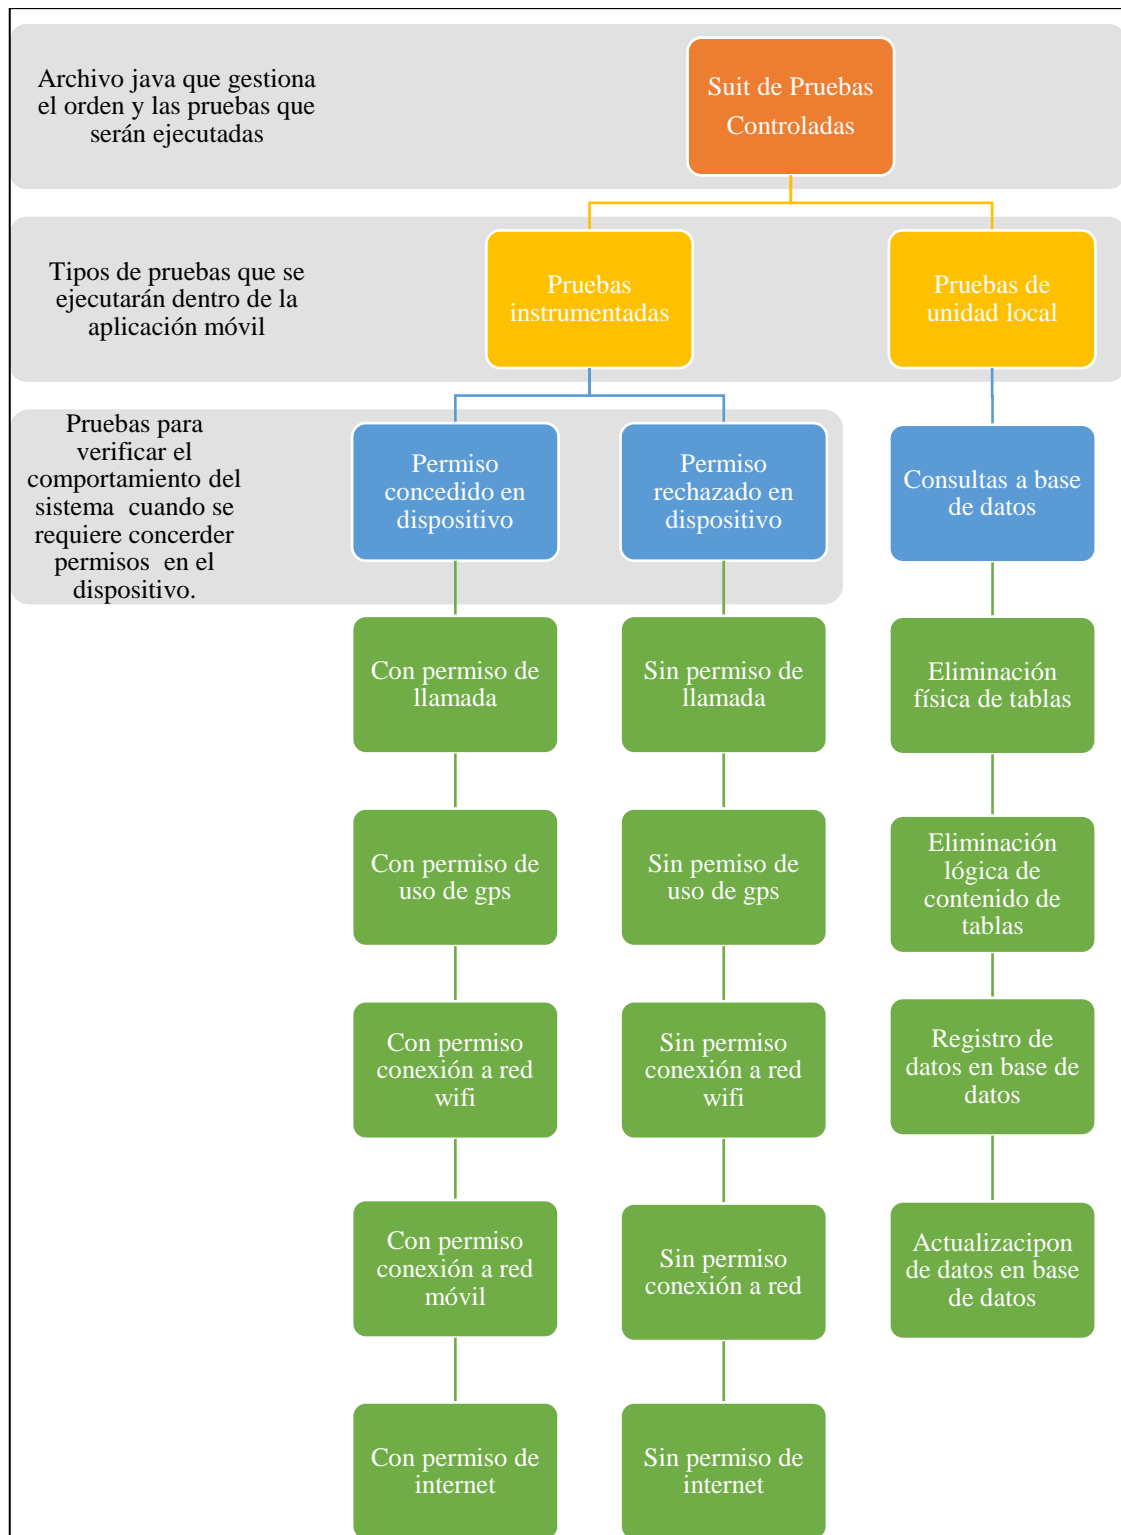 Archivo java que gestiona
el orden y las pruebas que
serán ejecutadas
Suit de Pruebas
Controladas
Tipos de pruebas que se
ejecutarán dentro de la
aplicación móvil
Pruebas
instrumentadas
Pruebas de
unidad local
Pruebas para
verificar el
comportamiento del
sistema cuando se
requiere concerder
permisos en el
dispositivo.
Permiso
concedido en
dispositivo
Permiso
rechazado en
dispositivo
Consultas a base
de datos
Con permiso de
llamada
Sin permiso de
llamada
Eliminación
física de tablas
Con permiso de
uso de gps
Sin pemiso de
uso de gps
Eliminación
lógica de
contenido de
tablas
Con permiso
conexión a red
wifi
Sin permiso
conexión a red
wifi
Registro de
datos en base de
datos
Con permiso
conexión a red
móvil
Sin permiso
conexión a red
Actualizacipon
de datos en base
de datos
Con permiso de
internet
Sin permiso de
internet